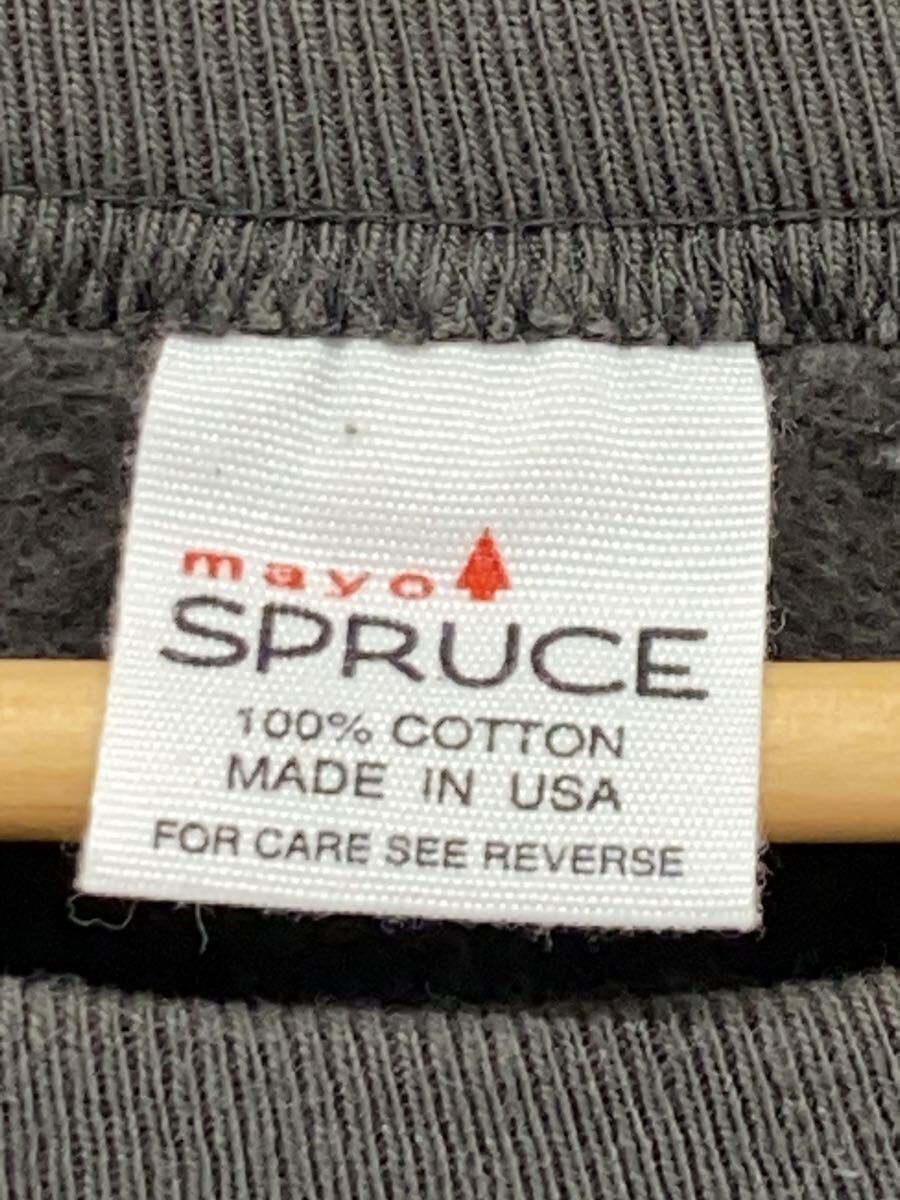 mayo
SPRUCE
100% COTTON
MADE IN USA
FOR CARE SEE REVERSE